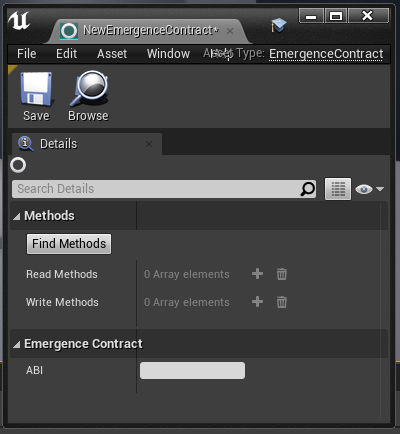 NewEmergenceContract*
File Edit Asset Window Help Asset Type: EmergenceContract
Save Browse
Details
Search Details
Methods
Find Methods
Read Methods 0 Array elements
Write Methods 0 Array elements
Emergence Contract
ABI